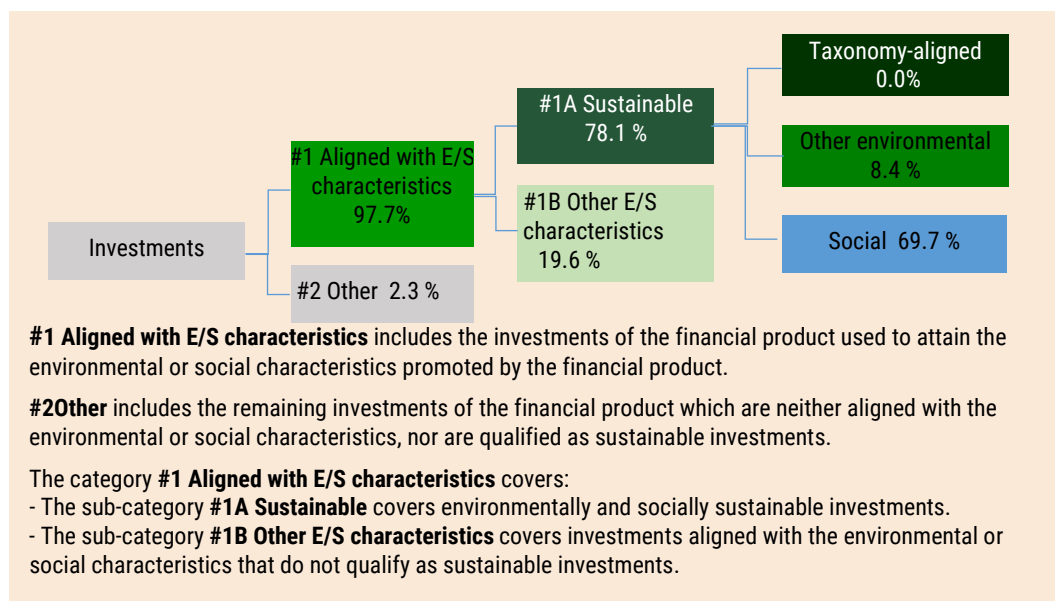 Investments
#1 Aligned with E/S
characteristics
97.7%
#2 Other 2.3 %
#1A Sustainable
78.1 %
#1B Other E/S
characteristics
19.6 %
Taxonomy-aligned
0.0%
Other environmental
8.4 %
Social 69.7 %
#1 Aligned with E/S characteristics includes the investments of the financial product used to attain the
environmental or social characteristics promoted by the financial product.
#2Other includes the remaining investments of the financial product which are neither aligned with the
environmental or social characteristics, nor are qualified as sustainable investments.
The category #1 Aligned with E/S characteristics covers:
- The sub-category #1A Sustainable covers environmentally and socially sustainable investments.
- The sub-category #1B Other E/S characteristics covers investments aligned with the environmental or
social characteristics that do not qualify as sustainable investments.